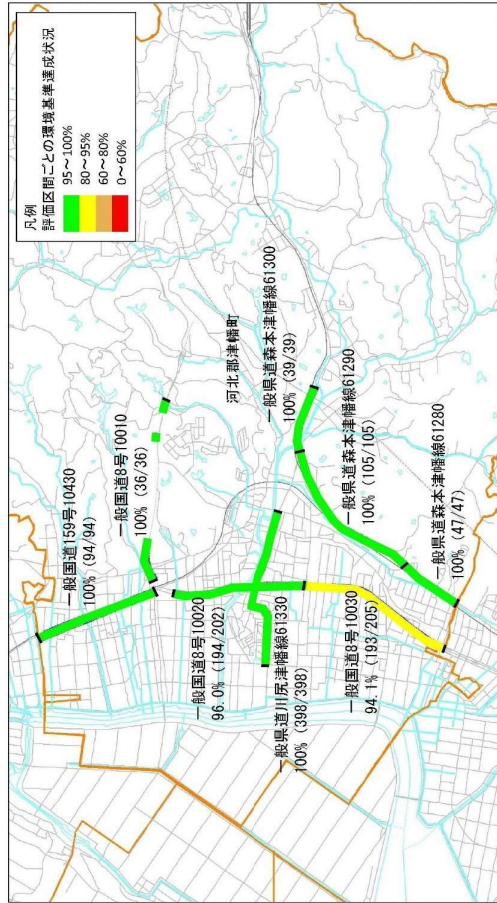 凡例
評価区間ごとの環境基準達成状況
95～100%
80～95%
60～80%
0～60%
一般国道159号10430
100% (94/94)
一般国道8号10010
100% (36/36)
河北郡津幡町
一般県道森本津幡線61300
100% (39/39)
一般国道8号10020
96.0% (194/202)
一般県道川尻津幡線61330
100% (398/398)
一般県道森本津幡線61290
100% (105/105)
一般国道8号10030
94.1% (193/205)
一般県道森本津幡線61280
100% (47/47)